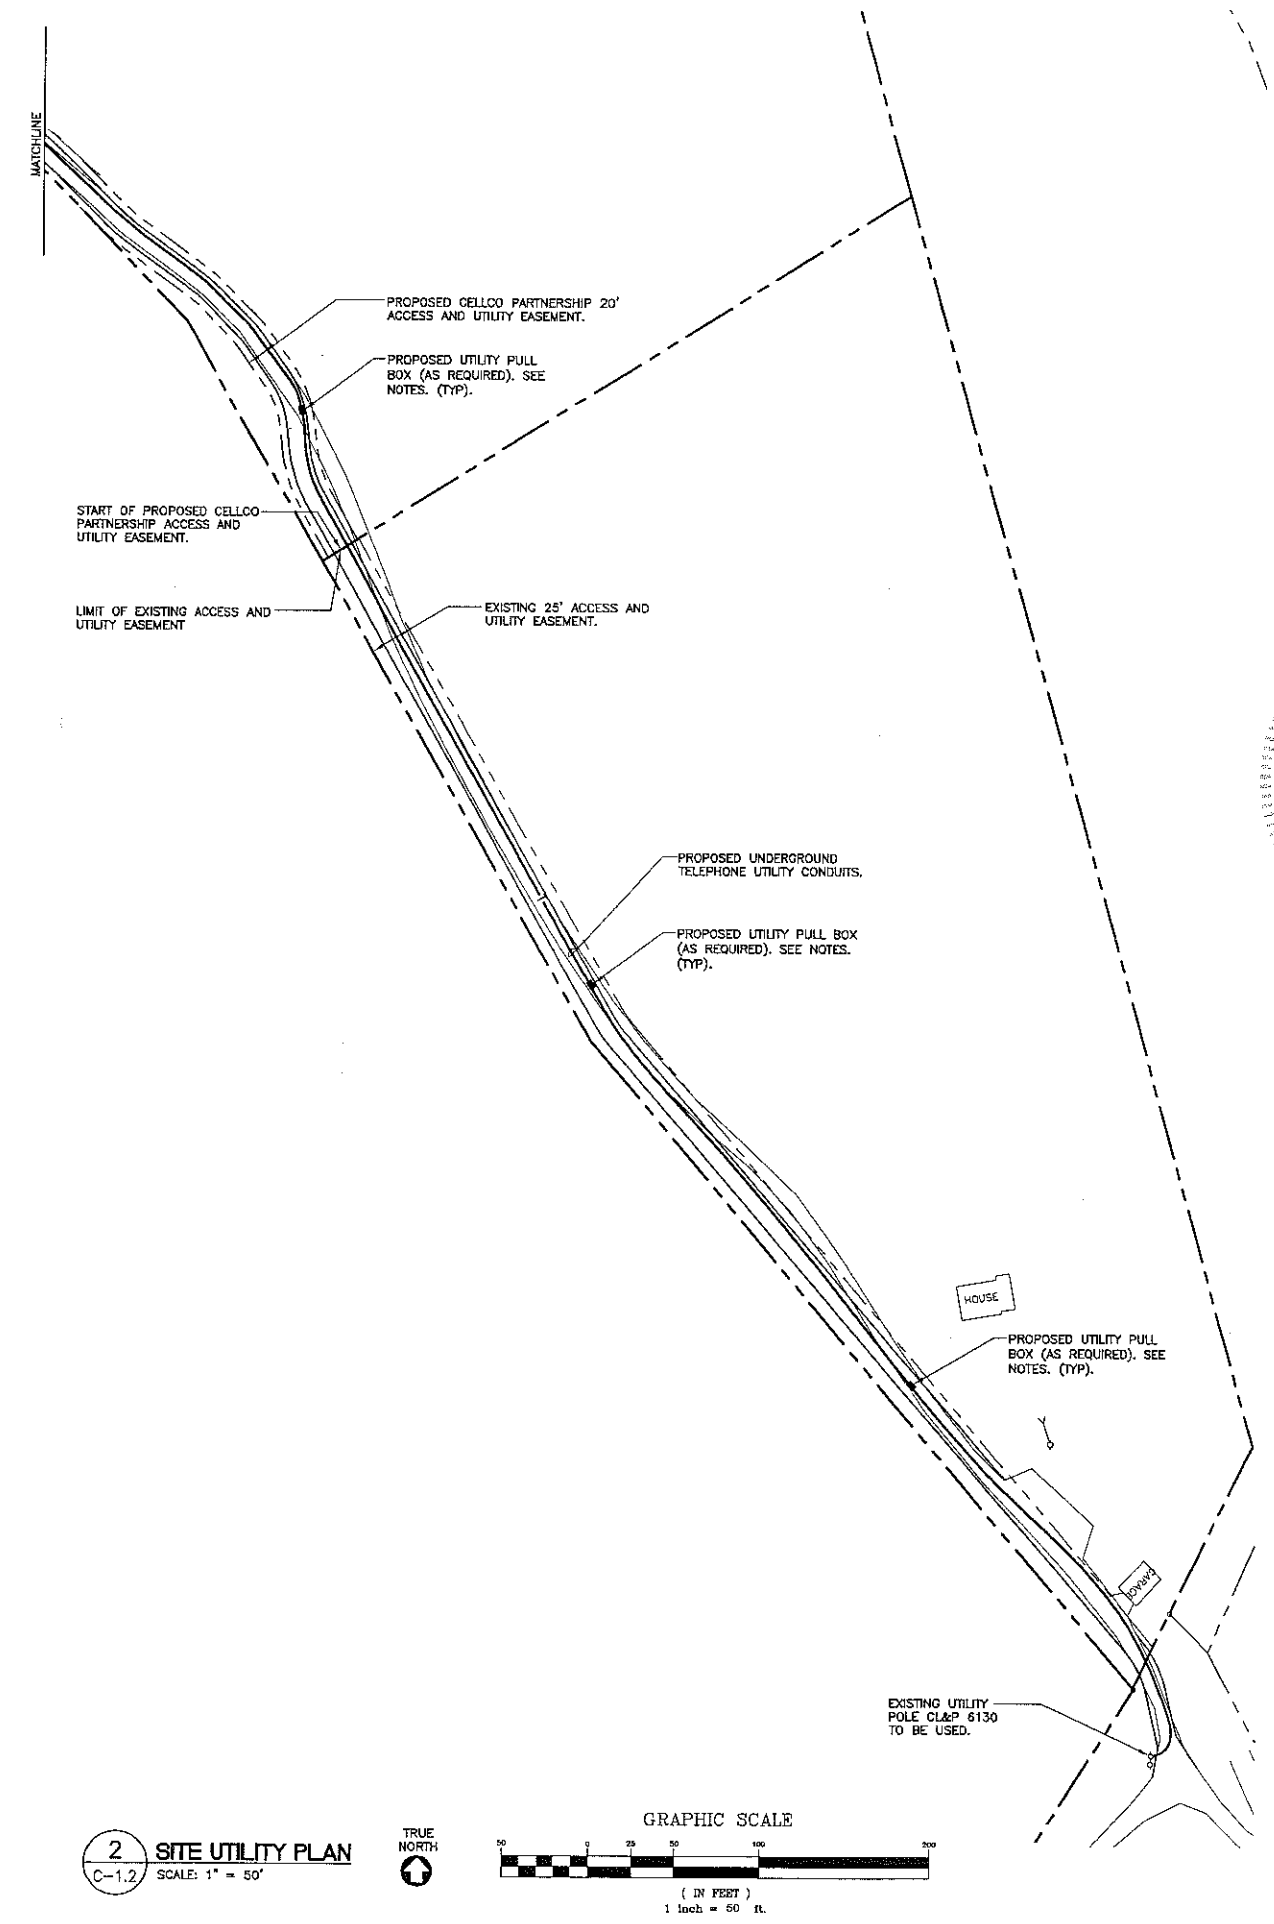 MATCHLINE
PROPOSED CELLCO PARTNERSHIP 20'
ACCESS AND UTILITY EASEMENT.
PROPOSED UTILITY PULL
BOX (AS REQUIRED). SEE
NOTES. (TYP).
START OF PROPOSED CELLCO
PARTNERSHIP ACCESS AND
UTILITY EASEMENT.
LIMIT OF EXISTING ACCESS AND
UTILITY EASEMENT
EXISTING 25' ACCESS AND
UTILITY EASEMENT.
PROPOSED UNDERGROUND
TELEPHONE UTILITY CONDUITS.
PROPOSED UTILITY PULL BOX
(AS REQUIRED). SEE NOTES.
(TYP).
HOUSE
PROPOSED UTILITY PULL
BOX (AS REQUIRED). SEE
NOTES. (TYP).
GARAGE
EXISTING UTILITY
POLE CL&P 6130
TO BE USED.
2
C-1.2
SITE UTILITY PLAN
SCALE: 1" = 50'
TRUE
NORTH
GRAPHIC SCALE
50 0 25 50 100 200
( IN FEET )
1 inch = 50 ft.